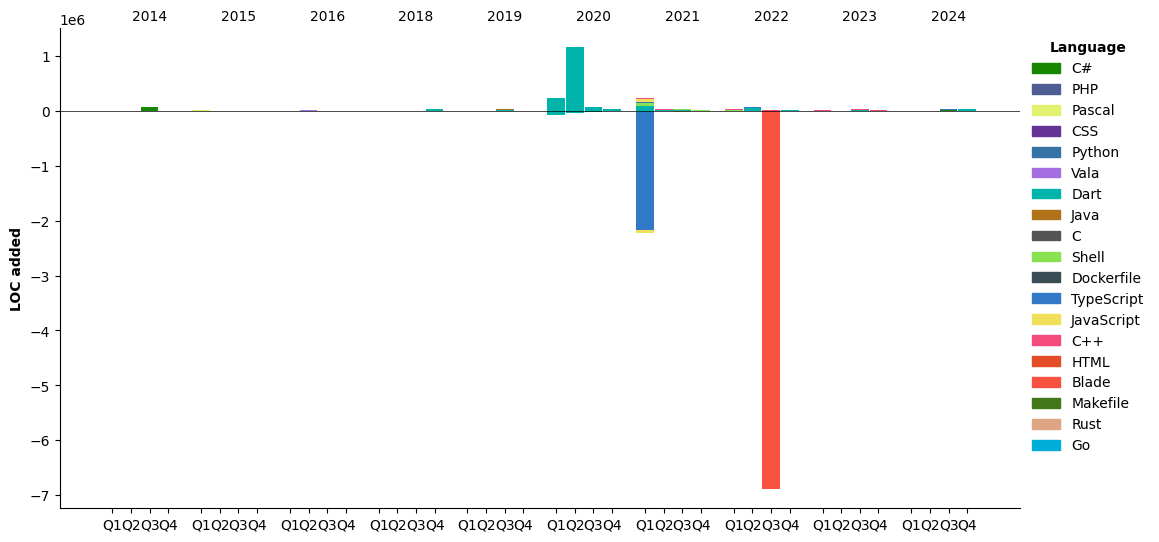 2014 2015 2016 2018 2019 2020 2021 2022 2023 2024
1e6
1
0
−1
−2
−3
−4
−5
−6
−7
LOC added
Q1Q2Q3Q4 Q1Q2Q3Q4 Q1Q2Q3Q4 Q1Q2Q3Q4 Q1Q2Q3Q4 Q1Q2Q3Q4 Q1Q2Q3Q4 Q1Q2Q3Q4 Q1Q2Q3Q4 Q1Q2Q3Q4
Language
C#
PHP
Pascal
CSS
Python
Vala
Dart
Java
C
Shell
Dockerfile
TypeScript
JavaScript
C++
HTML
Blade
Makefile
Rust
Go